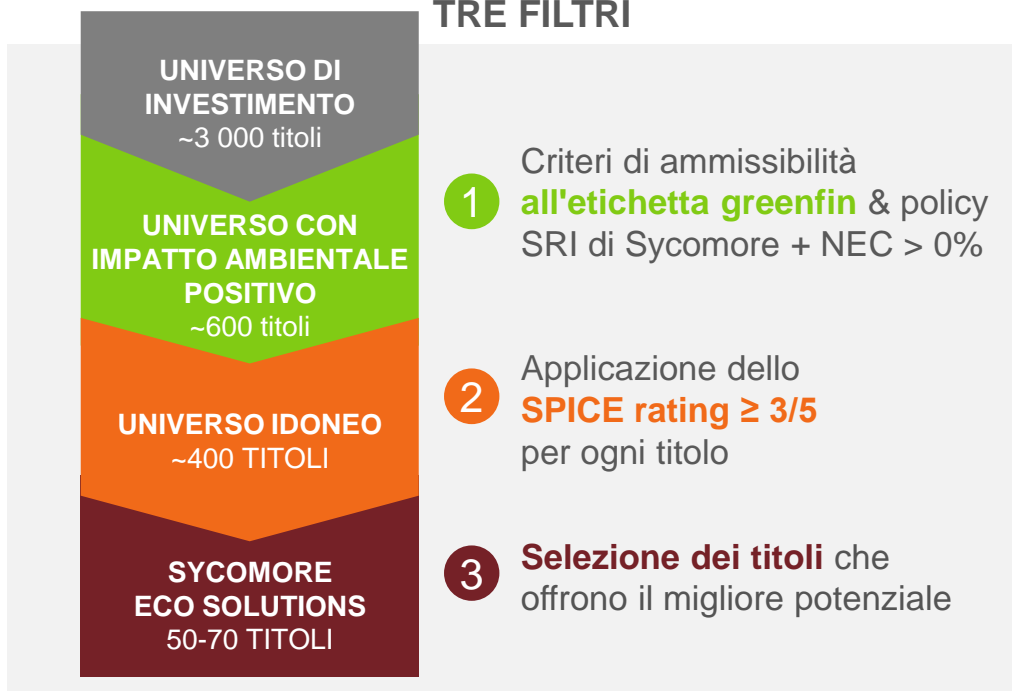 TRE FILTRI
UNIVERSO DI
INVESTIMENTO
~3 000 titoli
UNIVERSO CON
IMPATTO AMBIENTALE
POSITIVO
~600 titoli
UNIVERSO IDONEO
~400 TITOLI
SYCOMORE
ECO SOLUTIONS
50-70 TITOLI
1
Criteri di ammissibilità
all'etichetta greenfin & policy
SRI di Sycomore + NEC > 0%
2
Applicazione dello
SPICE rating ≥ 3/5
per ogni titolo
3
Selezione dei titoli che
offrono il migliore potenziale